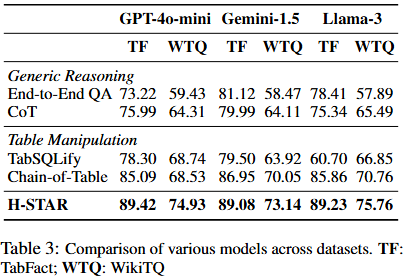 GPT-4o-mini Gemini-1.5 Llama-3
TF WTQ TF WTQ TF WTQ
Generic Reasoning
End-to-End QA 73.22 59.43 81.12 58.47 78.41 57.89
CoT 75.99 64.31 79.99 64.11 75.34 65.49
Table Manipulation
TabSQLify 78.30 68.74 79.50 63.92 60.70 66.85
Chain-of-Table 85.09 68.53 86.95 70.05 85.86 70.76
H-STAR 89.42 74.93 89.08 73.14 89.23 75.76
Table 3: Comparison of various models across datasets. TF:
TabFact; WTQ: WikiTQ